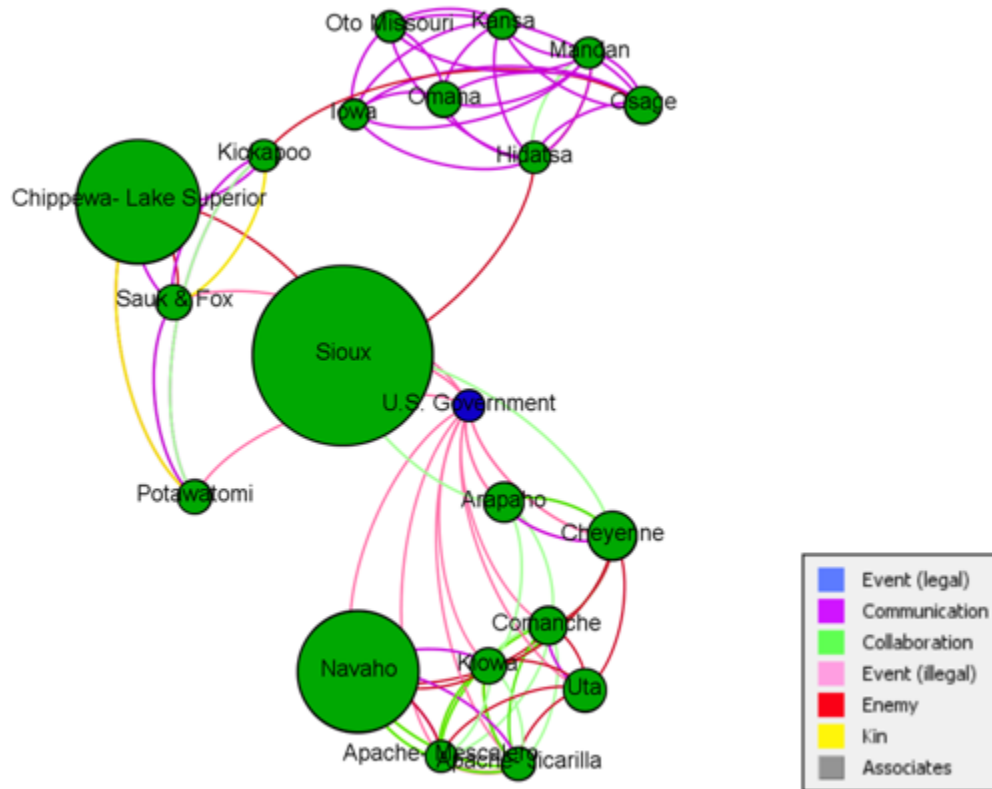 Oto Missouri
Kansa
Mandan
Iowa
Omaha
Osage
Kickapoo
Hidatsa
Chippewa- Lake Superior
Sauk & Fox
Sioux
U.S. Government
Potawatomi
Arapaho
Cheyenne
Comanche
Navaho
Kiowa
Uta
Apache- Mescalero
Apache- Jicarilla
Event (legal)
Communication
Collaboration
Event (illegal)
Enemy
Kin
Associates